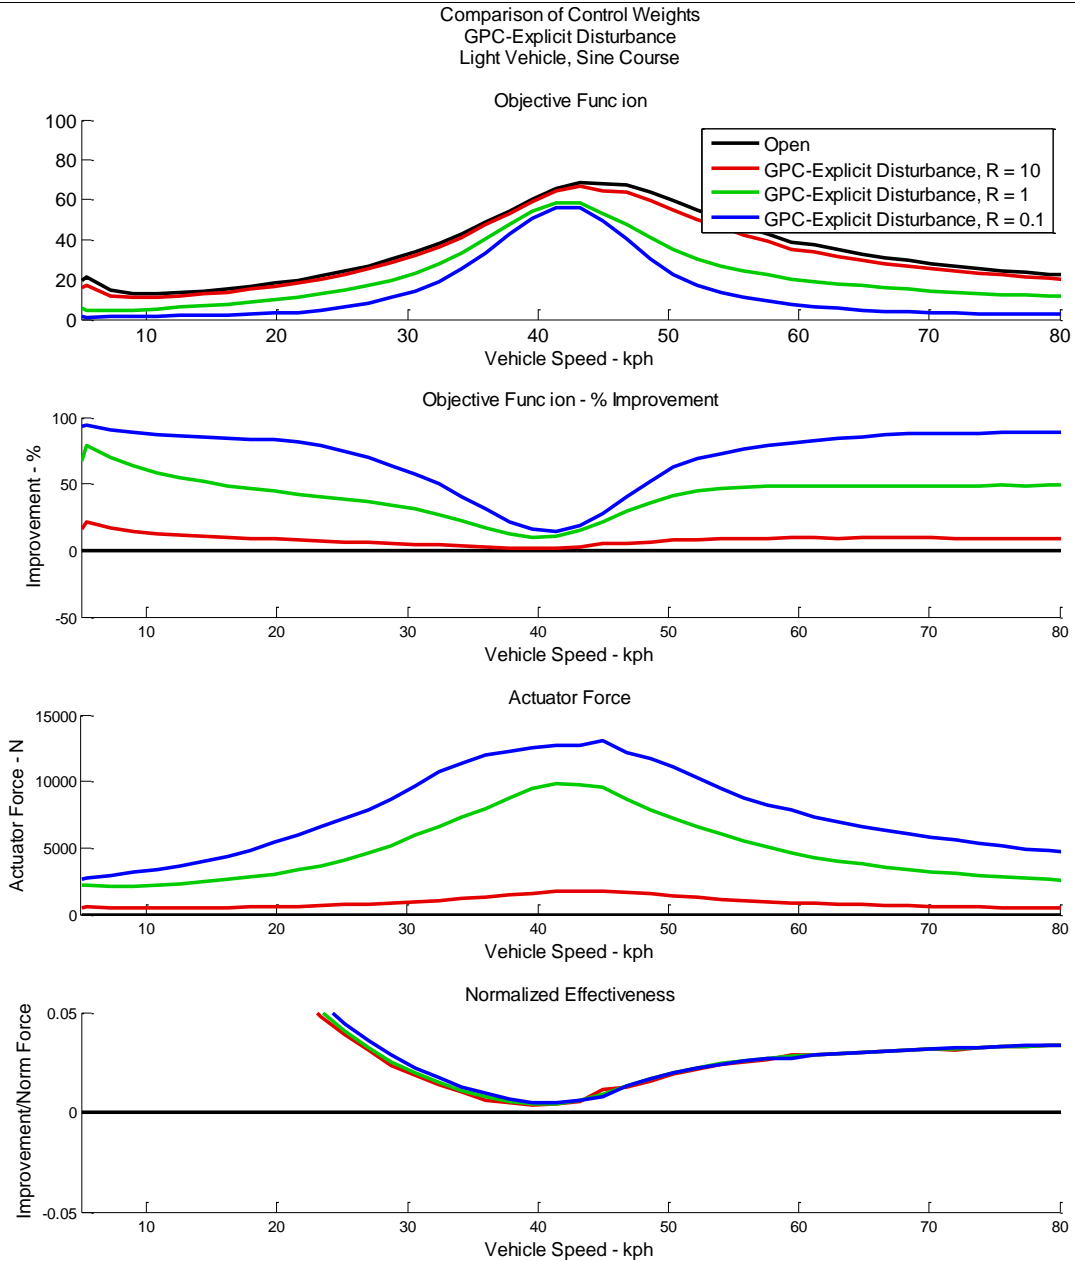 Comparison of Control Weights
GPC-Explicit Disturbance
Light Vehicle, Sine Course
Objective Func ion
100
80
60
40
20
0
Open
GPC-Explicit Disturbance, R = 10
GPC-Explicit Disturbance, R = 1
GPC-Explicit Disturbance, R = 0.1
10 20 30 40 50 60 70 80
Vehicle Speed - kph
Objective Func ion - % Improvement
Improvement - %
100
50
0
-50
10 20 30 40 50 60 70 80
Vehicle Speed - kph
Actuator Force
Actuator Force - N
15000
10000
5000
0
10 20 30 40 50 60 70 80
Vehicle Speed - kph
Normalized Effectiveness
Improvement/Norm Force
0.05
0
-0.05
10 20 30 40 50 60 70 80
Vehicle Speed - kph